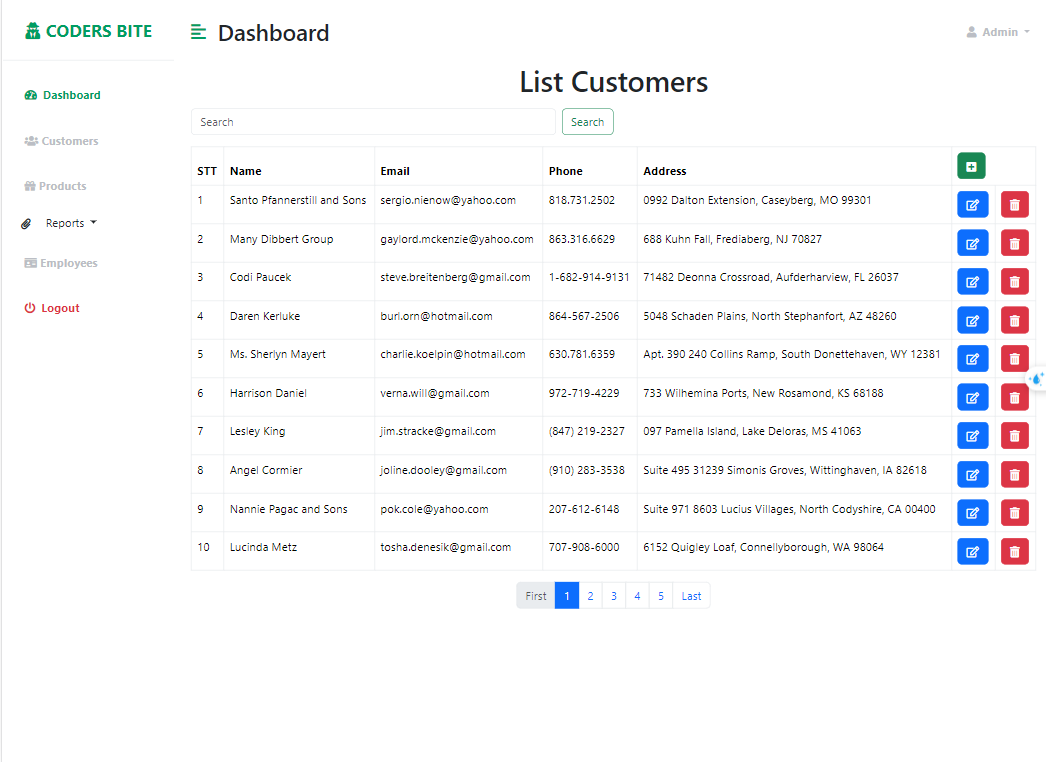 CODERS BITE
Dashboard
Admin
Dashboard
Customers
Products
Reports
Employees
Logout
List Customers
Search Search
STT Name Email Phone Address
1 Santo Pfannerstill and Sons sergio.nienow@yahoo.com 818.731.2502 0992 Dalton Extension, Caseyberg, MO 99301
2 Many Dibbert Group gaylord.mckenzie@yahoo.com 863.316.6629 688 Kuhn Fall, Frediaberg, NJ 70827
3 Codi Paucek steve.breitenberg@gmail.com 1-682-914-9131 71482 Deonna Crossroad, Aufderharview, FL 26037
4 Daren Kerluke burl.orn@hotmail.com 864-567-2506 5048 Schaden Plains, North Stephanfort, AZ 48260
5 Ms. Sherlyn Mayert charlie.koelpin@hotmail.com 630.781.6359 Apt. 390 240 Collins Ramp, South Donettehaven, WY 12381
6 Harrison Daniel verna.will@gmail.com 972-719-4229 733 Wilhemina Ports, New Rosamond, KS 68188
7 Lesley King jim.stracke@gmail.com (847) 219-2327 097 Pamella Island, Lake Deloras, MS 41063
8 Angel Cormier joline.dooley@gmail.com (910) 283-3538 Suite 495 31239 Simonis Groves, Wittinghaven, IA 82618
9 Nannie Pagac and Sons pok.cole@yahoo.com 207-612-6148 Suite 971 8603 Lucius Villages, North Codyshire, CA 00400
10 Lucinda Metz tosha.denesik@gmail.com 707-908-6000 6152 Quigley Loaf, Connellyborough, WA 98064
First 1 2 3 4 5 Last